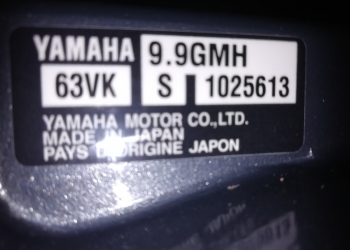 YAMAHA 9.9GMH
63VK S 1025613
YAMAHA MOTOR CO.,LTD.
MADE IN JAPAN
PAYS D'ORIGINE JAPON